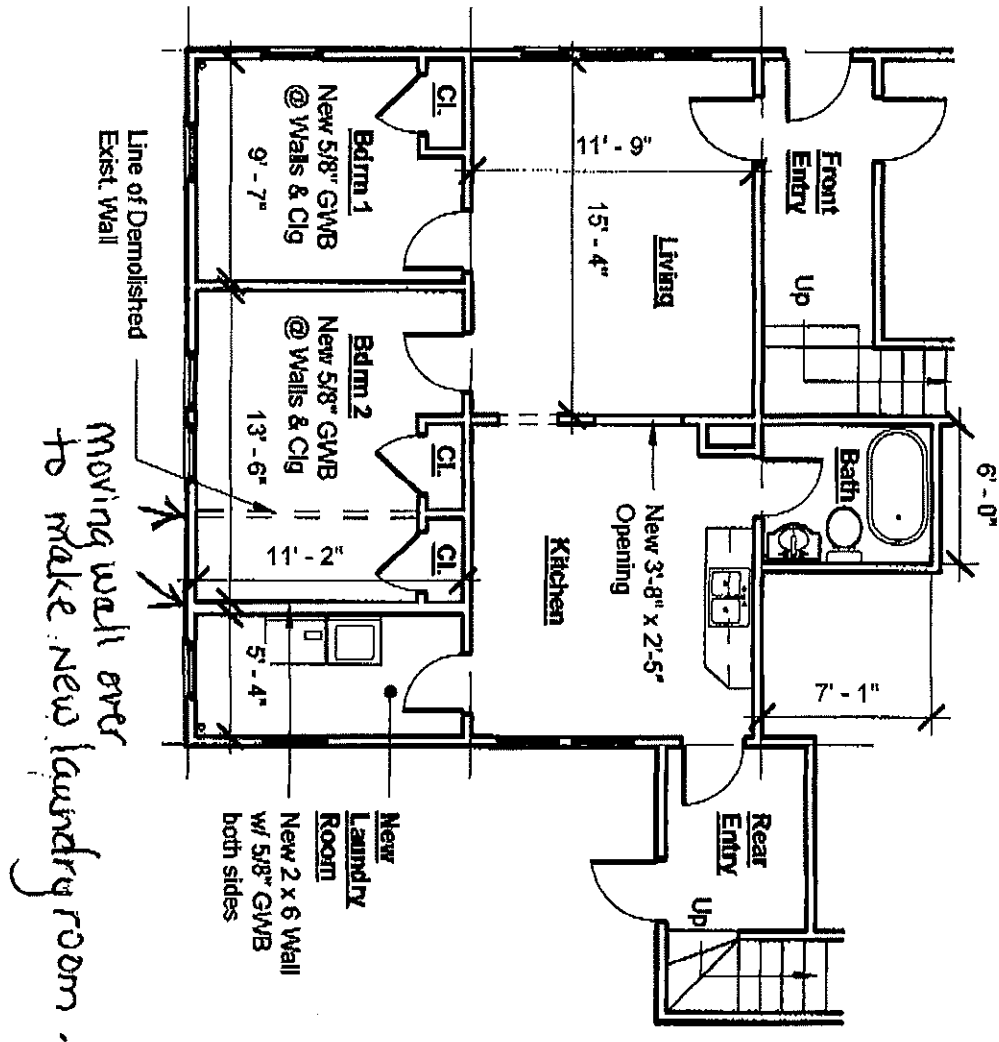 Front
Entry
Up
6' - 0"
Bath
7' - 1"
Rear
Entry
Up
11' - 9"
15' - 4"
Living
New 3'-8" x 2'-5"
Opening
Kitchen
Cl.
Bdrm 1
New 5/8" GWB
@ Walls & Clg
9' - 7"
Bdrm 2
New 5/8" GWB
@ Walls & Clg
13' - 6"
Cl.
Cl.
11' - 2"
5' - 4"
New
Laundry
Room
New 2 x 6 Wall
w/ 5/8" GWB
both sides
Line of Demolished
Exist. Wall
moving wall over
to make new laundry room.